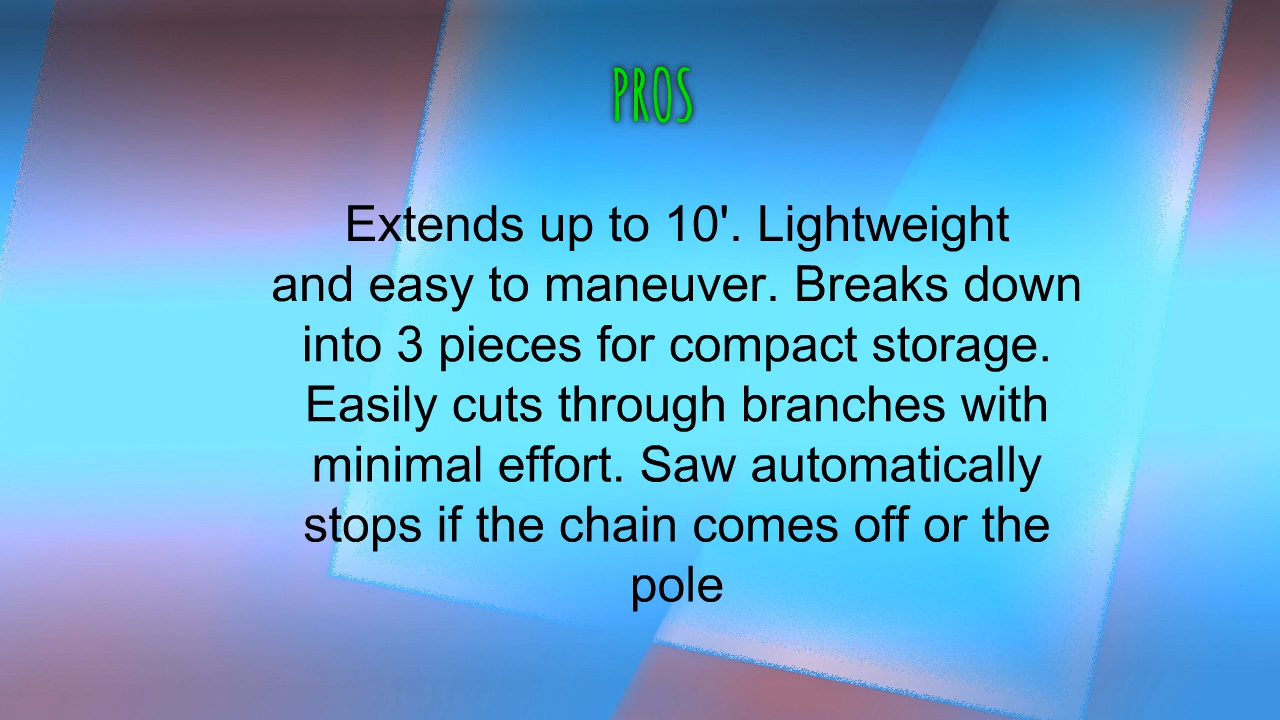 PROS
Extends up to 10'. Lightweight
and easy to maneuver. Breaks down
into 3 pieces for compact storage.
Easily cuts through branches with
minimal effort. Saw automatically
stops if the chain comes off or the
pole